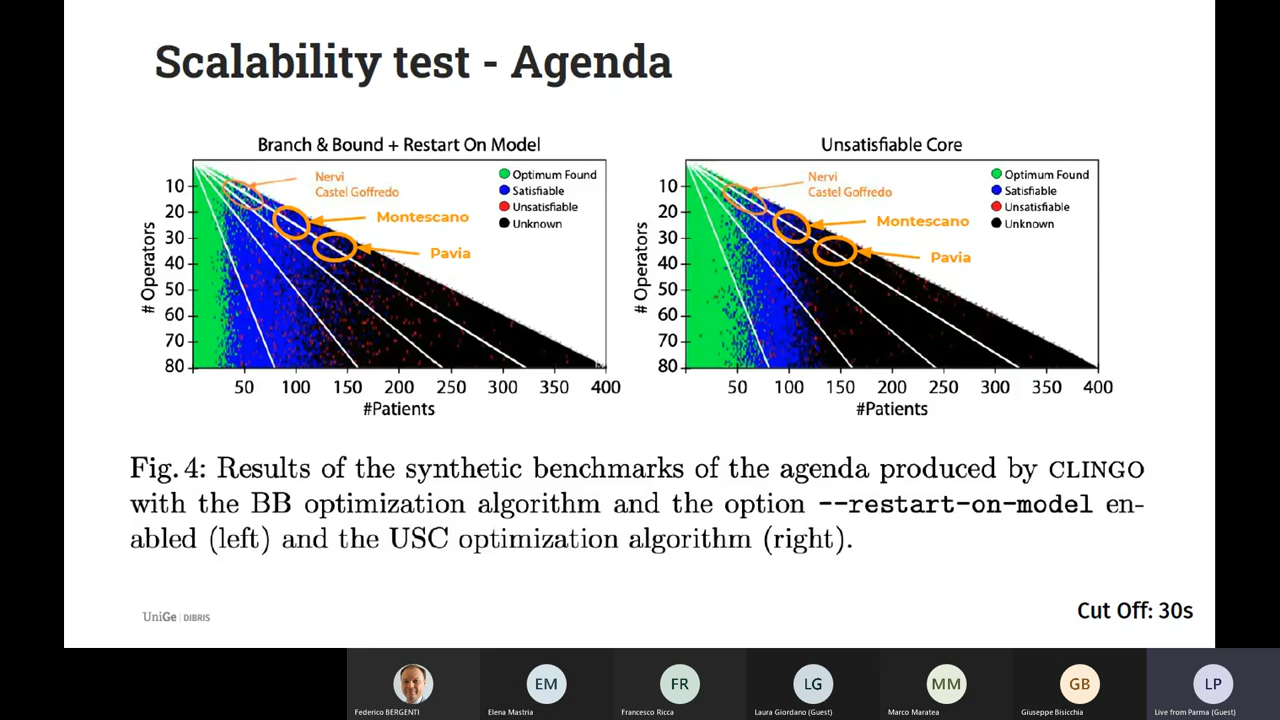 Scalability test - Agenda
Branch & Bound + Restart On Model
Nervi
Castel Goffredo
Montescano
Pavia
Optimum Found
Satisfiable
Unsatisfiable
Unknown
# Operators
10
20
30
40
50
60
70
80
50 100 150 200 250 300 350 400
#Patients
Unsatisfiable Core
Nervi
Castel Goffredo
Montescano
Pavia
Optimum Found
Satisfiable
Unsatisfiable
Unknown
# Operators
10
20
30
40
50
60
70
80
50 100 150 200 250 300 350 400
#Patients
Fig. 4: Results of the synthetic benchmarks of the agenda produced by CLINGO
with the BB optimization algorithm and the option --restart-on-model en-
abled (left) and the USC optimization algorithm (right).
UniGe | DIBRIS
Cut Off: 30s
EM FR LG MM GB LP
Federico BERGENTI Elena Mastria Francesco Ricca Laura Giordano (Guest) Marco Maratea Giuseppe Bisicchia Live from Parma (Guest)